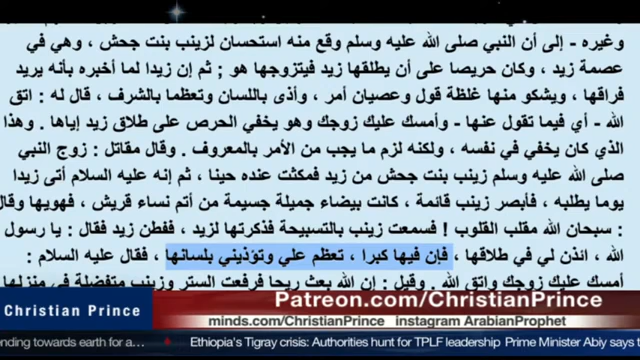 وغيره - إلى أن النبي صلى الله عليه وسلم وقع منه استحسان لزينب بنت جحش ، وهي في
عصمة زيد ، وكان حريصا على أن يطلقها زيد فيتزوجها هو ; ثم إن زيدا لما أخبره بأنه يريد
فراقها ، ويشكو منها غلظة قول وعصيان أمر ، وأذى باللسان وتعظما بالشرف ، قال له : اتق
الله - أي فيما تقول عنها - وأمسك عليك زوجك وهو يخفي الحرص على طلاق زيد إياها . وهذا
الذي كان يخفي في نفسه ، ولكنه لزم ما يجب من الأمر بالمعروف . وقال مقاتل : زوج النبي
صلى الله عليه وسلم زينب بنت جحش من زيد فمكثت عنده حينا ، ثم إنه عليه السلام أتى زيدا
يوما يطلبه ، فأبصر زينب قائمة ، كانت بيضاء جميلة جسيمة من أتم نساء قريش ، فهويها وقال
: سبحان الله مقلب القلوب ! فسمعت زينب بالتسبيحة فذكرتها لزيد ، ففطن زيد فقال : يا رسول
الله ، ائذن لي في طلاقها ، فإن فيها كبرا ، تعظم علي وتؤذيني بلسانها ، فقال عليه السلام :
أمسك عليك زوجك واتق الله . وقيل : إن الله بعث ريحا فرفعت الستر وزينب متفضلة في منزلها
Christian Prince
Patreon.com/ChristianPrince
minds.com/ChristianPrince instagram ArabianProphet
ending towards earth for a... Ethiopia's Tigray crisis: Authorities hunt for TPLF leadership Prime Minister Abiy says